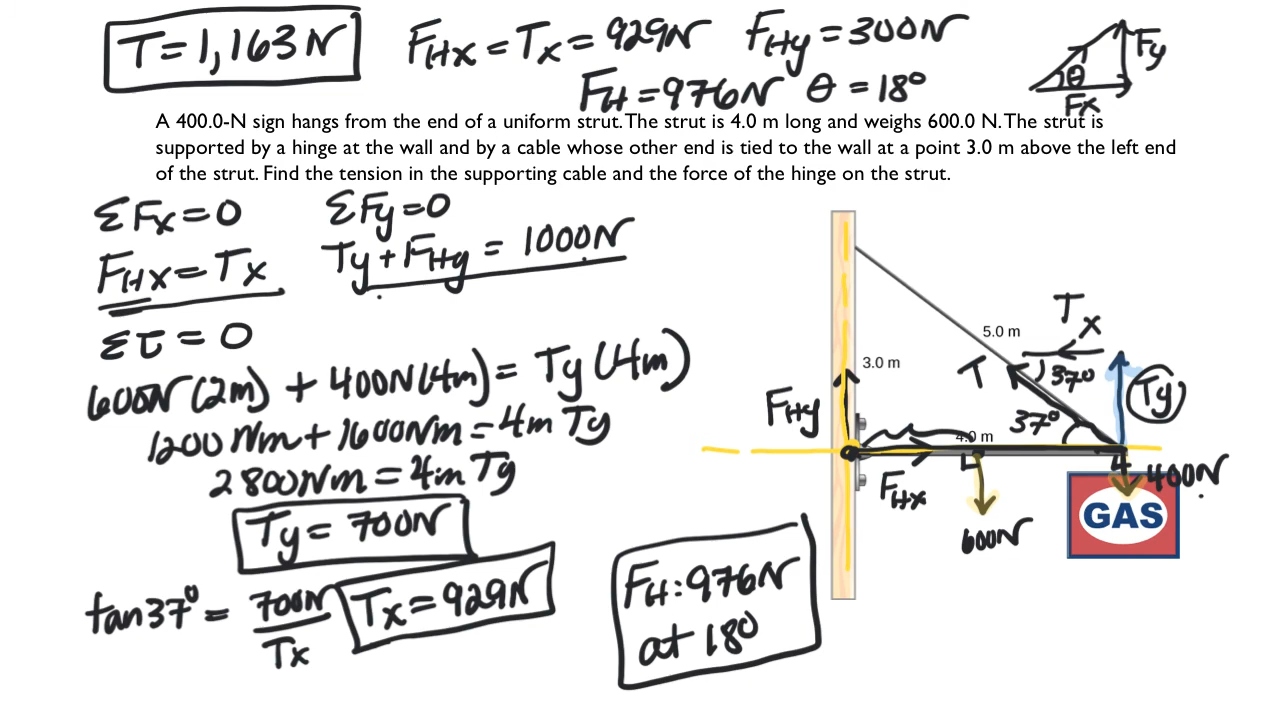 T=1,163N FHx=Tx=929N FHy=300N
FH=976N θ=18°
Fy
θ
Fx
A 400.0-N sign hangs from the end of a uniform strut. The strut is 4.0 m long and weighs 600.0 N. The strut is
supported by a hinge at the wall and by a cable whose other end is tied to the wall at a point 3.0 m above the left end
of the strut. Find the tension in the supporting cable and the force of the hinge on the strut.
ΣFx=0 ΣFy=0
FHx=Tx Ty+FHy=1000N
Στ=0
600N(2m)+400N(4m)=Ty(4m)
1200Nm+1600Nm=4mTy
2800Nm=4mTy
Ty=700N
tan37°=700N/Tx Tx=929N
FH:976N
at 18°
Tx
5.0 m
3.0 m
T 37°
Ty
FHy
37°
4.0 m
FHx
400N
600N
GAS